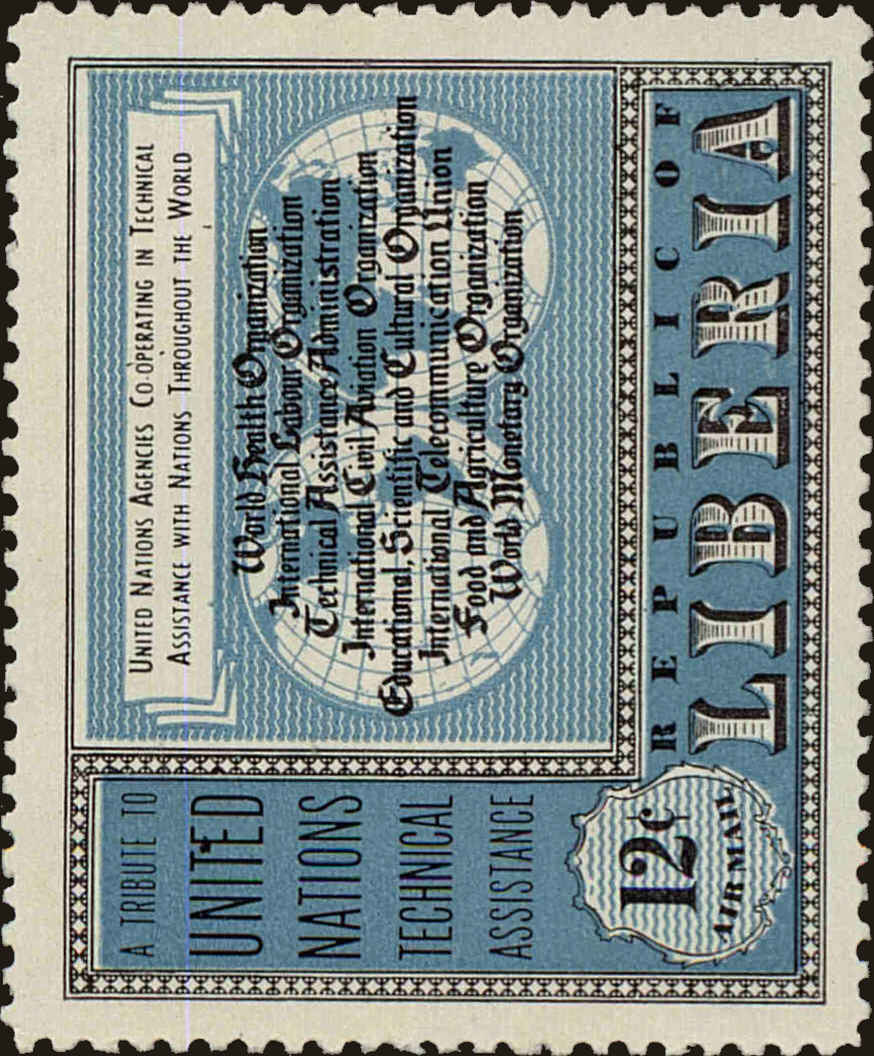 UNITED NATIONS AGENCIES CO-OPERATING IN TECHNICAL
ASSISTANCE WITH NATIONS THROUGHOUT THE WORLD
World Health Organization
International Labour Organization
Technical Assistance Administration
International Civil Aviation Organization
Educational, Scientific and Cultural Organization
International Telecommunication Union
Food and Agriculture Organization
World Monetary Organization
A TRIBUTE TO
UNITED
NATIONS
TECHNICAL
ASSISTANCE
12¢
AIR MAIL
REPUBLIC OF
LIBERIA